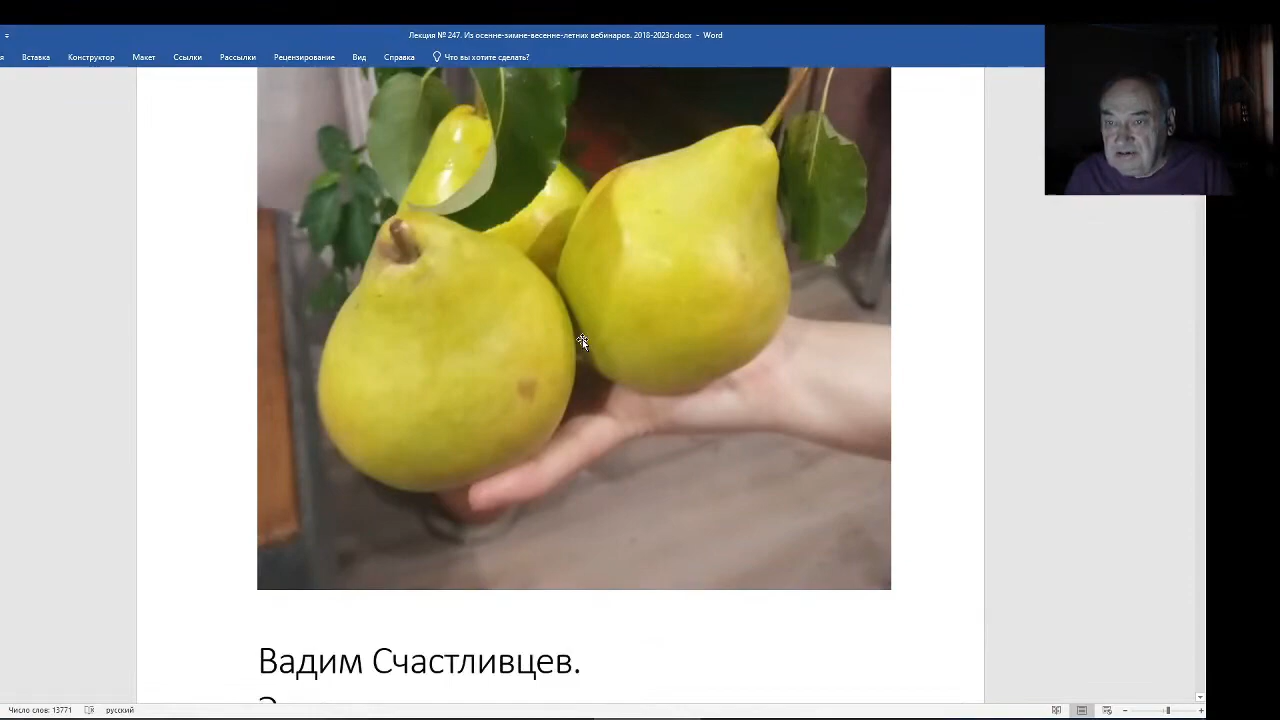 Лекция № 247. Из осенне-зимне-весенне-летних вебинаров. 2018-2023г.docx - Word
Вставка Конструктор Макет Ссылки Рассылки Рецензирование Вид Справка Что вы хотите сделать?
Вадим Счастливцев.
Число слов: 13771 русский